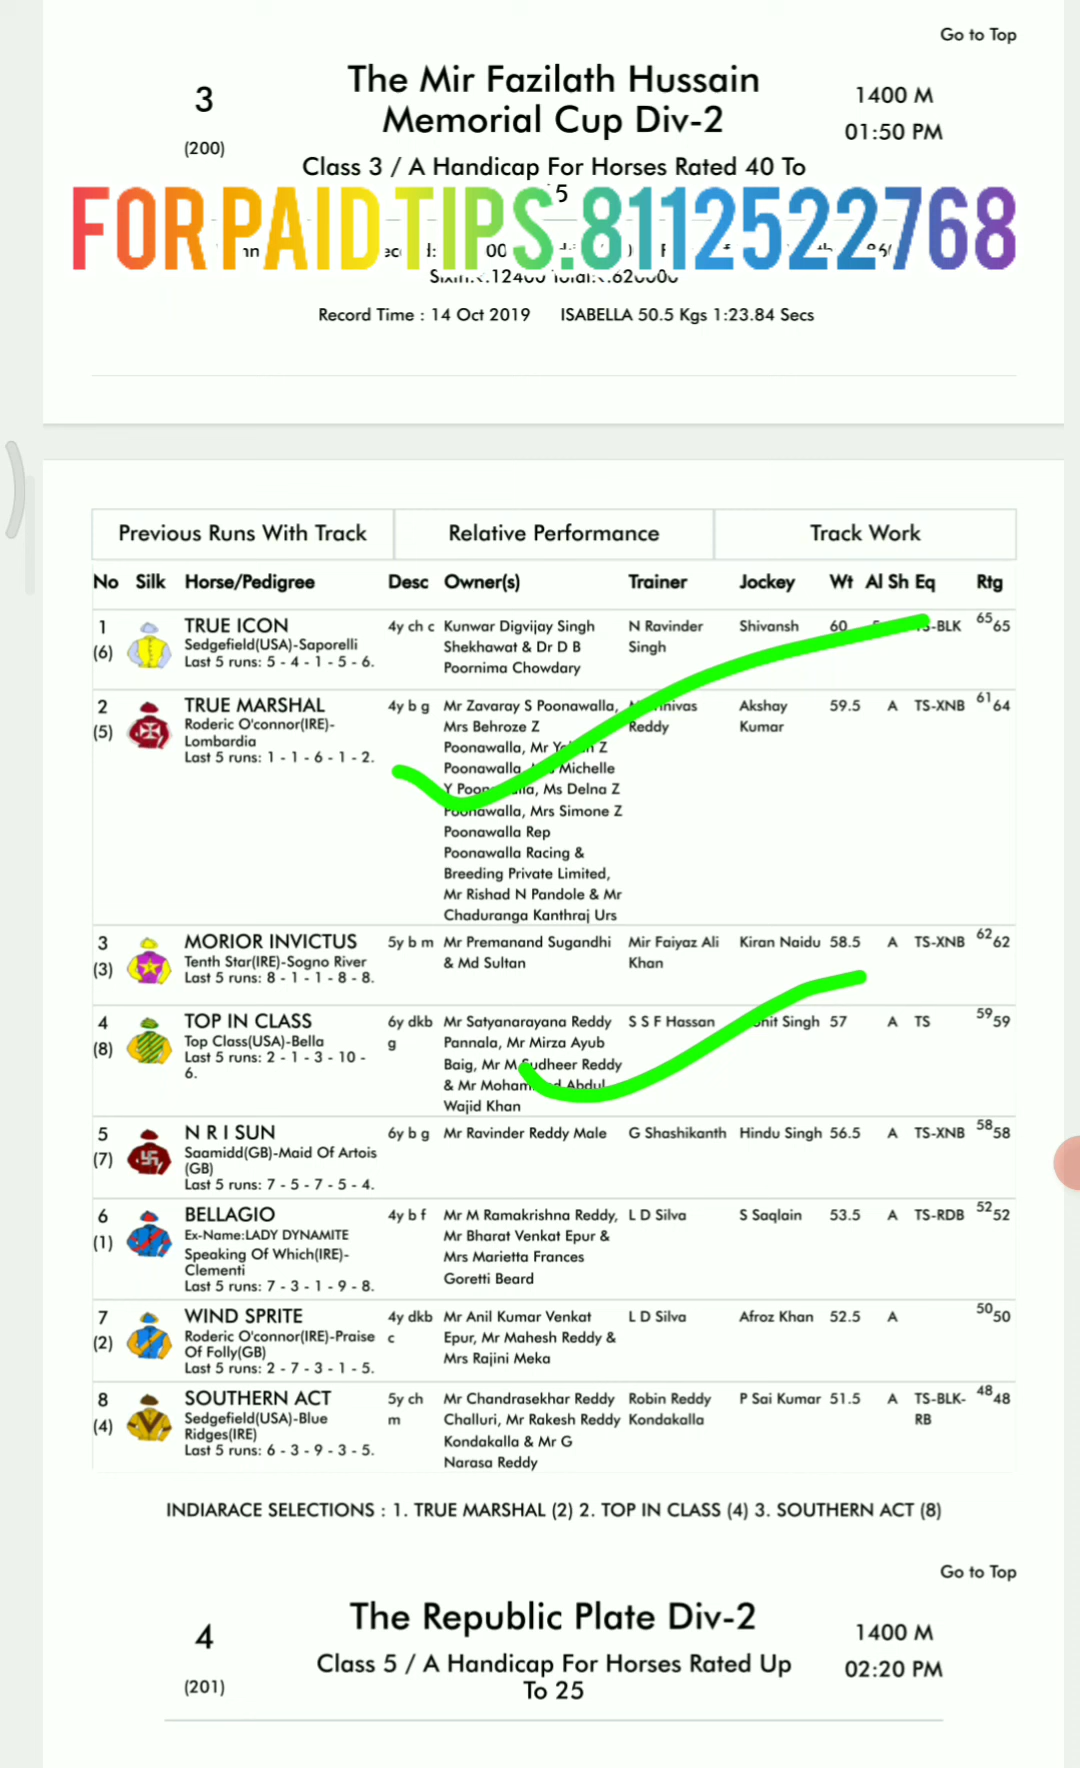 Go to Top
3
(200)
The Mir Fazilath Hussain
Memorial Cup Div-2
1400 M
01:50 PM
Class 3 / A Handicap For Horses Rated 40 To
5
FOR PAID TIPS.8112522768
Record Time : 14 Oct 2019 ISABELLA 50.5 Kgs 1:23.84 Secs
Previous Runs With Track Relative Performance Track Work
No Silk Horse/Pedigree Desc Owner(s) Trainer Jockey Wt Al Sh Eq Rtg
1 TRUE ICON 4y ch c Kunwar Digvijay Singh N Ravinder Shivansh 60 65 65
(6) Sedgefield(USA)-Saporelli Shekhawat & Dr D B Singh
Last 5 runs: 5 - 4 - 1 - 5 - 6. Poornima Chowdary
2 TRUE MARSHAL 4y b g Mr Zavaray S Poonawalla, Akshay 59.5 A TS-XNB 61 64
(5) Roderic O'connor(IRE)- Mrs Behroze Z Reddy Kumar
Lombardia Poonawalla, Mr Z
Last 5 runs: 1 - 1 - 6 - 1 - 2. Poonawalla, Michelle
Y Ms Delna Z
Poonawalla, Mrs Simone Z
Poonawalla Rep
Poonawalla Racing &
Breeding Private Limited,
Mr Rishad N Pandole & Mr
Chaduranga Kanthraj Urs
3 MORIOR INVICTUS 5y b m Mr Premanand Sugandhi Mir Faiyaz Ali Kiran Naidu 58.5 A TS-XNB 62 62
(3) Tenth Star(IRE)-Sogno River & Md Sultan Khan
Last 5 runs: 8 - 1 - 1 - 8 - 8.
4 TOP IN CLASS 6y dkb Mr Satyanarayana Reddy S S F Hassan Singh 57 A TS 59 59
(8) Top Class(USA)-Bella g Pannala, Mr Mirza Ayub
Last 5 runs: 2 - 1 - 3 - 10 - Baig, Mr M Sudheer Reddy
6. & Mr Abdul
Wajid Khan
5 N R I SUN 6y b g Mr Ravinder Reddy Male G Shashikanth Hindu Singh 56.5 A TS-XNB 58 58
(7) Saamidd(GB)-Maid Of Artois
(GB)
Last 5 runs: 7 - 5 - 7 - 5 - 4.
6 BELLAGIO 4y b f Mr M Ramakrishna Reddy, L D Silva S Saqlain 53.5 A TS-RDB 52 52
(1) Ex-Name:LADY DYNAMITE Mr Bharat Venkat Epur &
Speaking Of Which(IRE)- Mrs Marietta Frances
Clementi Goretti Beard
Last 5 runs: 7 - 3 - 1 - 9 - 8.
7 WIND SPRITE 4y dkb Mr Anil Kumar Venkat L D Silva Afroz Khan 52.5 A 50 50
(2) Roderic O'connor(IRE)-Praise c Epur, Mr Mahesh Reddy &
Of Folly(GB) Mrs Rajini Meka
Last 5 runs: 2 - 7 - 3 - 1 - 5.
8 SOUTHERN ACT 5y ch Mr Chandrasekhar Reddy Robin Reddy P Sai Kumar 51.5 A TS-BLK- 48 48
(4) Sedgefield(USA)-Blue m Challuri, Mr Rakesh Reddy Kondakalla RB
Ridges(IRE) Kondakalla & Mr G
Last 5 runs: 6 - 3 - 9 - 3 - 5. Narasa Reddy
INDIARACE SELECTIONS : 1. TRUE MARSHAL (2) 2. TOP IN CLASS (4) 3. SOUTHERN ACT (8)
Go to Top
4
(201)
The Republic Plate Div-2
1400 M
02:20 PM
Class 5 / A Handicap For Horses Rated Up
To 25